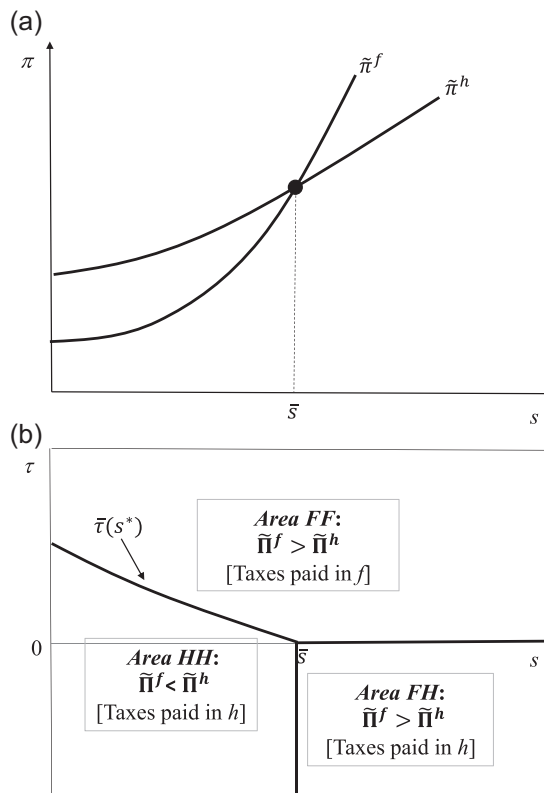 (a)
π
π̃ᶠ
π̃ʰ
s̄
s
(b)
τ
τ̄(s*)
Area FF:
Π̃ᶠ > Π̃ʰ
[Taxes paid in f]
0
s̄
s
Area HH:
Π̃ᶠ < Π̃ʰ
[Taxes paid in h]
Area FH:
Π̃ᶠ > Π̃ʰ
[Taxes paid in h]